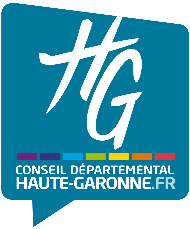 HG
CONSEIL DÉPARTEMENTAL
HAUTE-GARONNE.FR